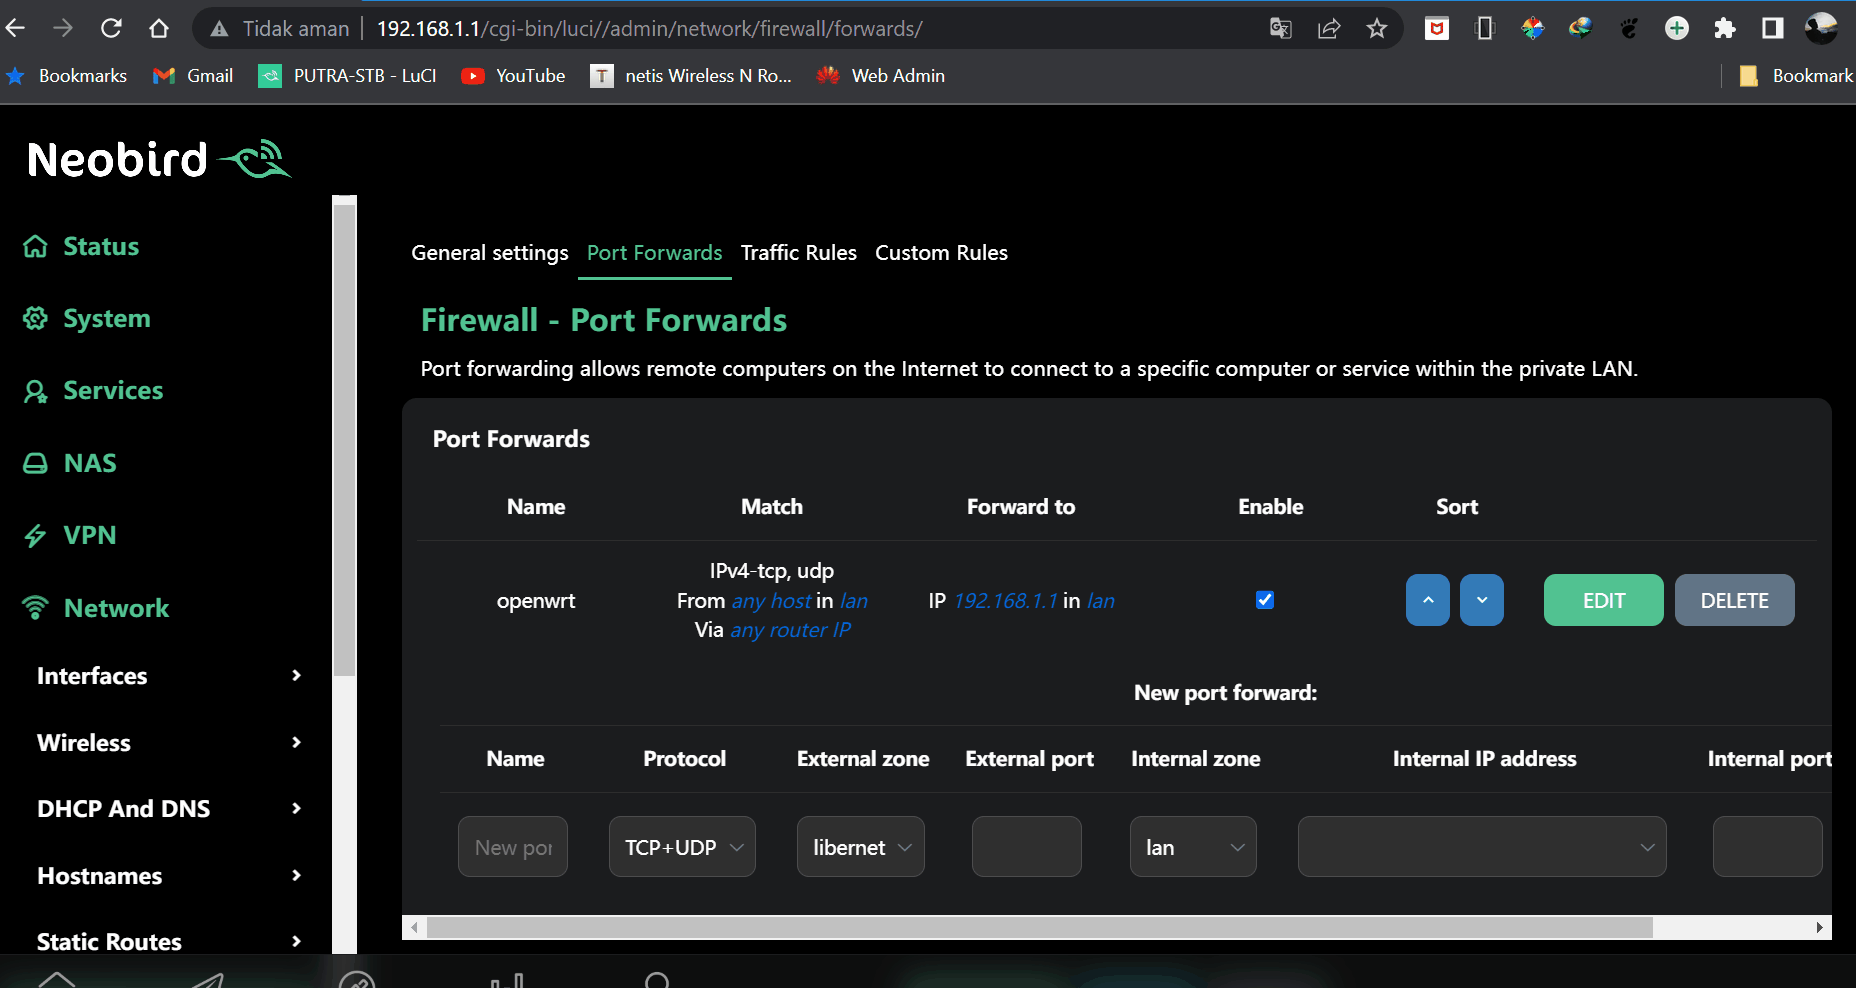 Tidak aman | 192.168.1.1/cgi-bin/luci//admin/network/firewall/forwards/
Bookmarks Gmail PUTRA-STB - LuCI YouTube T netis Wireless N Ro... Web Admin Bookmark
Neobird
Status
System
Services
NAS
VPN
Network
Interfaces
Wireless
DHCP And DNS
Hostnames
Static Routes
General settings Port Forwards Traffic Rules Custom Rules
Firewall - Port Forwards
Port forwarding allows remote computers on the Internet to connect to a specific computer or service within the private LAN.
Port Forwards
Name Match Forward to Enable Sort
IPv4-tcp, udp
openwrt From any host in lan IP 192.168.1.1 in lan EDIT DELETE
Via any router IP
New port forward:
Name Protocol External zone External port Internal zone Internal IP address Internal port
New por TCP+UDP libernet lan